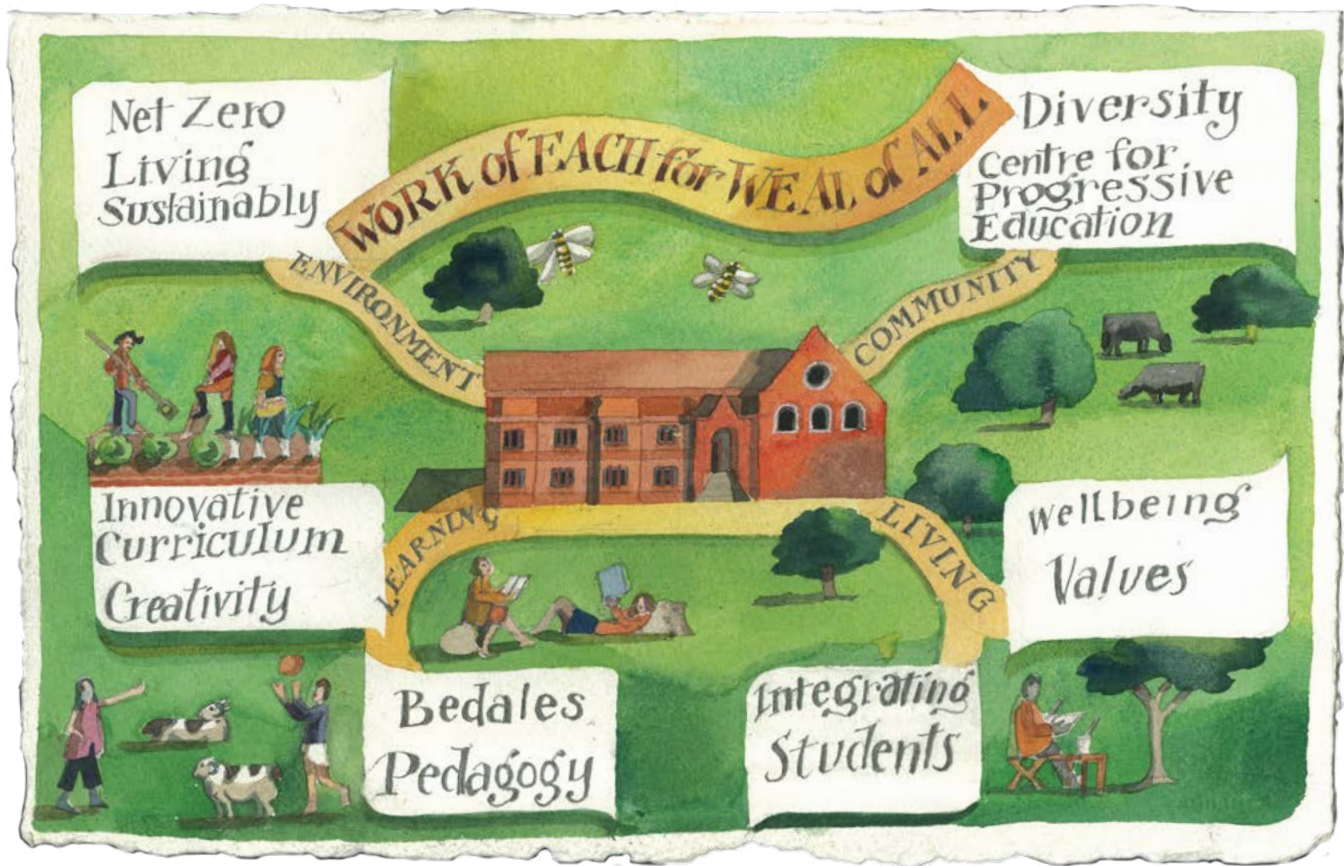 WORK of EACH for WEAL of ALL.
Net Zero
Living
Sustainably
Diversity
Centre for
Progressive
Education
ENVIRONMENT
COMMUNITY
Innovative
Curriculum
Creativity
LEARNING
LIVING
Wellbeing
Values
Bedales
Pedagogy
Integrating
Students